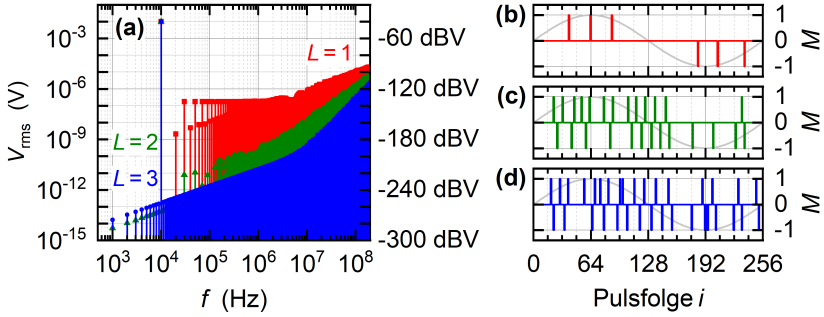 (a)
10⁻³
10⁻⁶
10⁻⁹
10⁻¹²
10⁻¹⁵
Vrms (V)
-60 dBV
-120 dBV
-180 dBV
-240 dBV
-300 dBV
L = 1
L = 2
L = 3
10³ 10⁴ 10⁵ 10⁶ 10⁷ 10⁸
f (Hz)
(b)
1
0
-1
M
(c)
1
0
-1
M
(d)
1
0
-1
M
0 64 128 192 256
Pulsfolge i